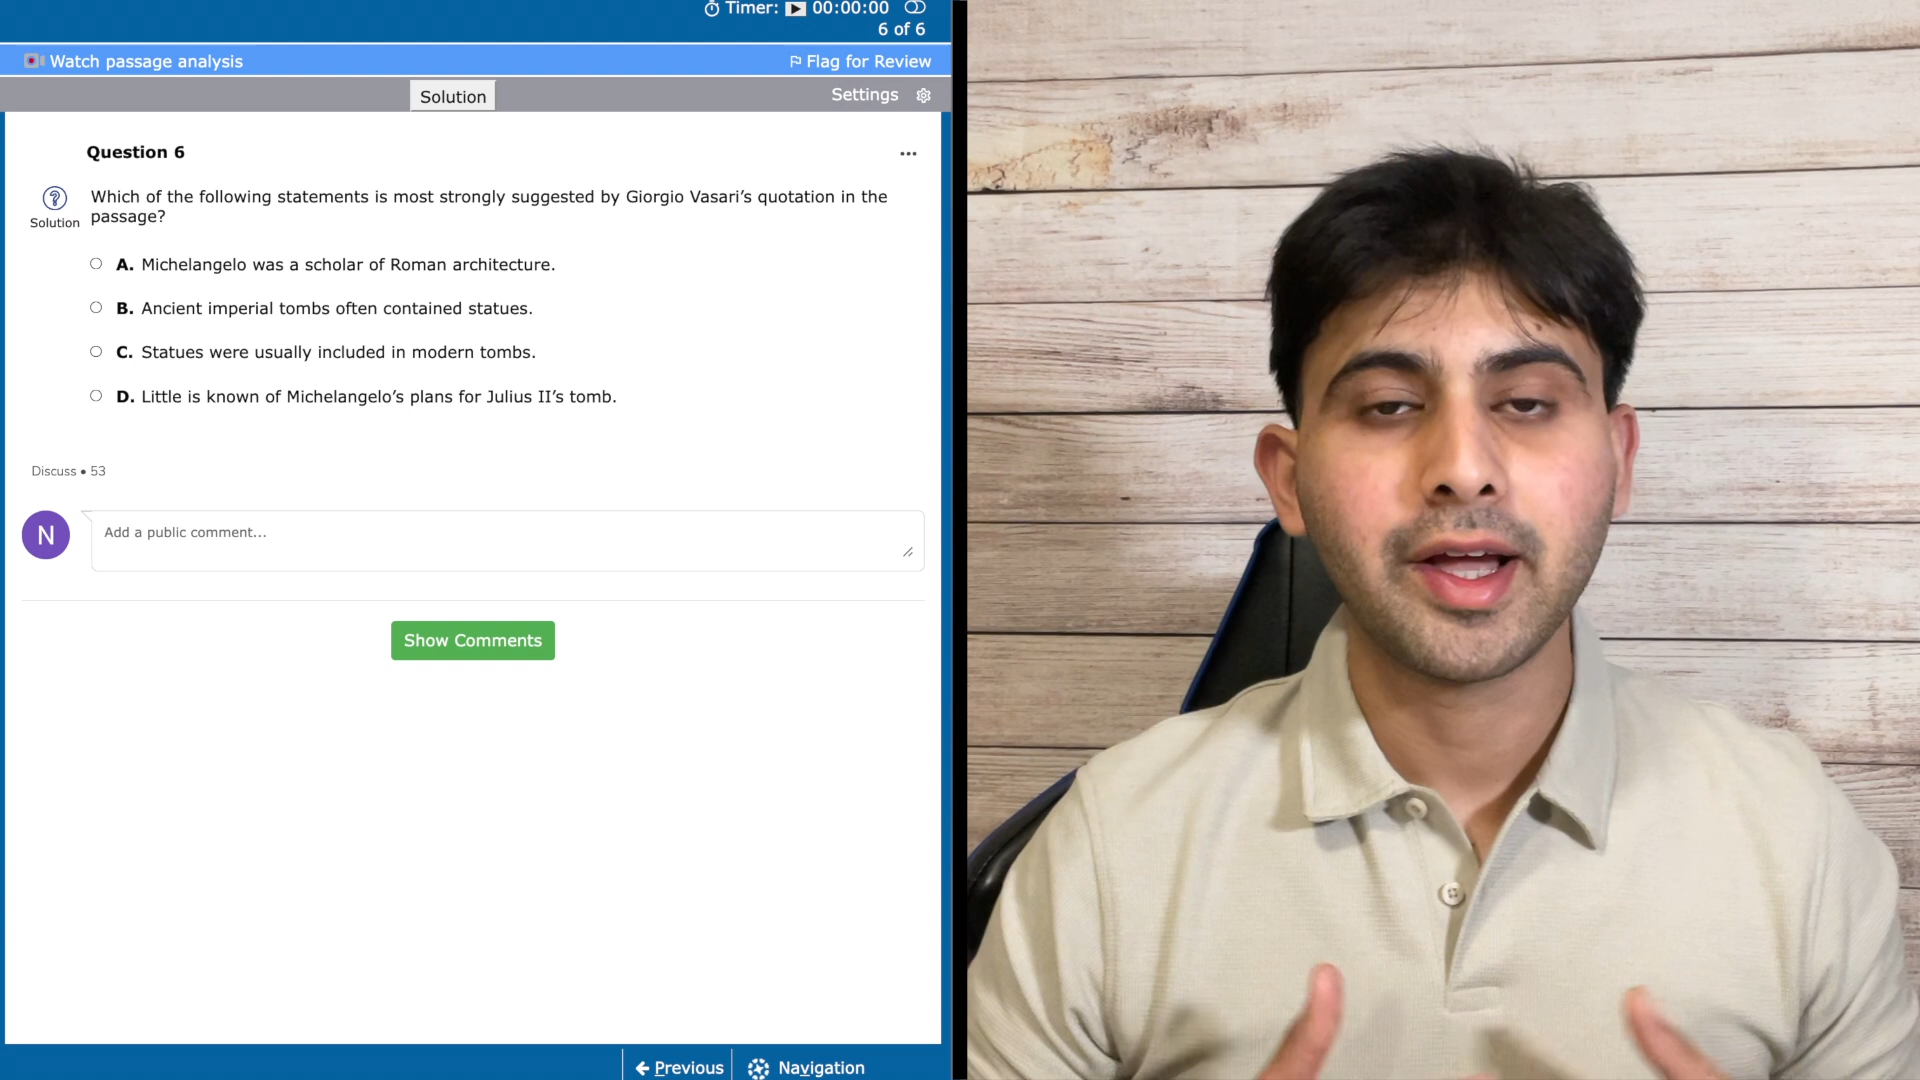 Timer: 00:00:00
6 of 6
Watch passage analysis
Flag for Review
Solution
Settings
Question 6
...
Solution
Which of the following statements is most strongly suggested by Giorgio Vasari’s quotation in the
passage?
A. Michelangelo was a scholar of Roman architecture.
B. Ancient imperial tombs often contained statues.
C. Statues were usually included in modern tombs.
D. Little is known of Michelangelo’s plans for Julius II’s tomb.
Discuss • 53
N
Add a public comment...
Show Comments
Previous
Navigation